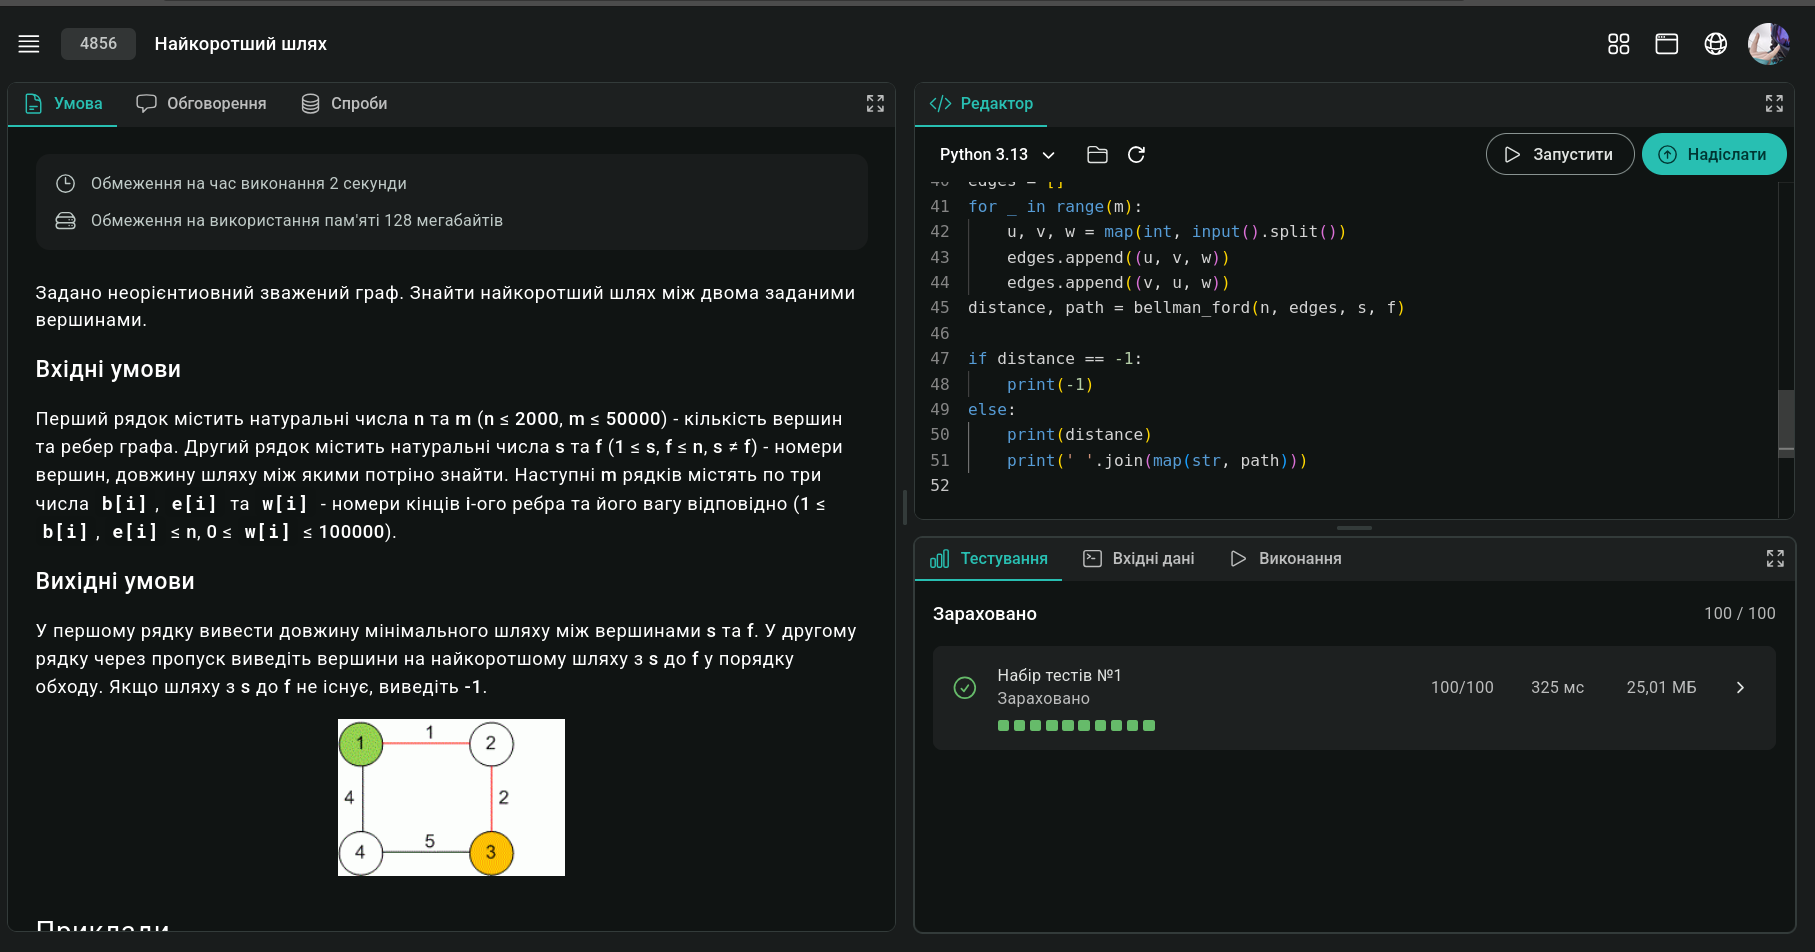 4856 Найкоротший шлях
Умова Обговорення Спроби
Обмеження на час виконання 2 секунди
Обмеження на використання пам'яті 128 мегабайтів
Задано неорієнтиовний зважений граф. Знайти найкоротший шлях між двома заданими
вершинами.
Вхідні умови
Перший рядок містить натуральні числа n та m (n ≤ 2000, m ≤ 50000) - кількість вершин
та ребер графа. Другий рядок містить натуральні числа s та f (1 ≤ s, f ≤ n, s ≠ f) - номери
вершин, довжину шляху між якими потріно знайти. Наступні m рядків містять по три
числа b[i] , e[i] та w[i] - номери кінців i-ого ребра та його вагу відповідно (1 ≤
b[i] , e[i] ≤ n, 0 ≤ w[i] ≤ 100000).
Вихідні умови
У першому рядку вивести довжину мінімального шляху між вершинами s та f. У другому
рядку через пропуск виведіть вершини на найкоротшому шляху з s до f у порядку
обходу. Якщо шляху з s до f не існує, виведіть -1.
1 1 2
4 2
4 5 3
Приклади
Редактор
Python 3.13 Запустити Надіслати
40 edges = []
41 for _ in range(m):
42     u, v, w = map(int, input().split())
43     edges.append((u, v, w))
44     edges.append((v, u, w))
45 distance, path = bellman_ford(n, edges, s, f)
46
47 if distance == -1:
48     print(-1)
49 else:
50     print(distance)
51     print(' '.join(map(str, path)))
52
Тестування Вхідні дані Виконання
Зараховано 100 / 100
Набір тестів №1
Зараховано
100/100 325 мс 25,01 МБ